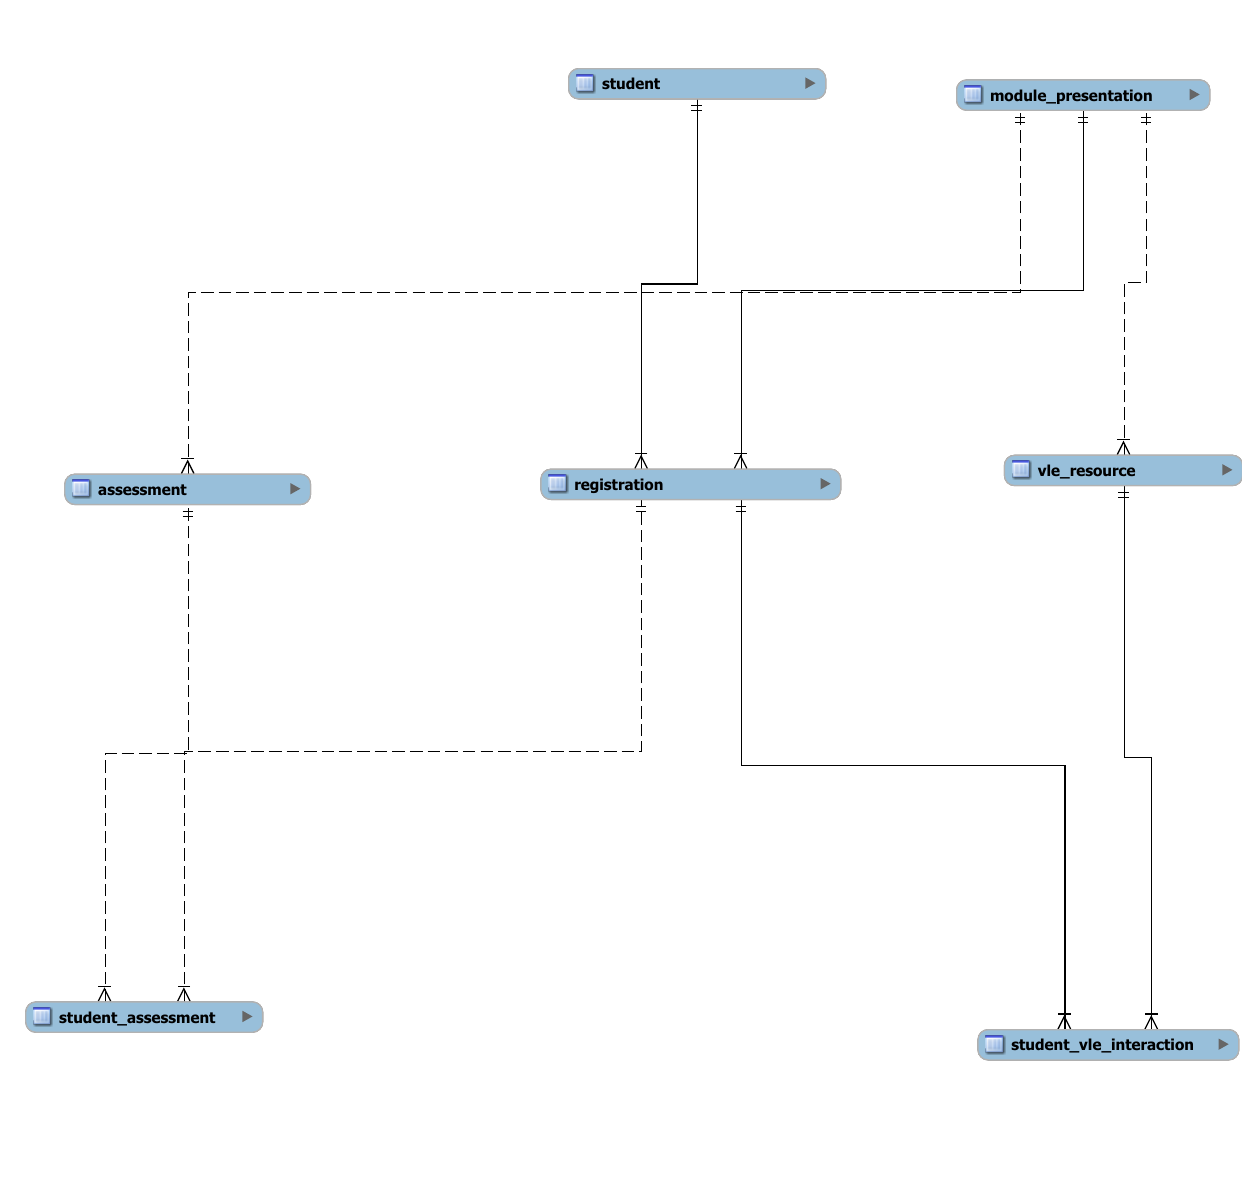 student
module_presentation
assessment
registration
vle_resource
student_assessment
student_vle_interaction